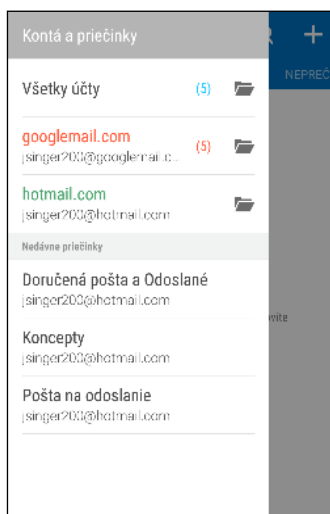 Kontá a priečinky
NEPREČ
Všetky účty (5)
googlemail.com (5)
jsinger200@googlemail.c...
hotmail.com
jsinger200@hotmail.com
Nedávne priečinky
Doručená pošta a Odoslané
jsinger200@hotmail.com
ovíte
Koncepty
jsinger200@hotmail.com
Pošta na odoslanie
jsinger200@hotmail.com